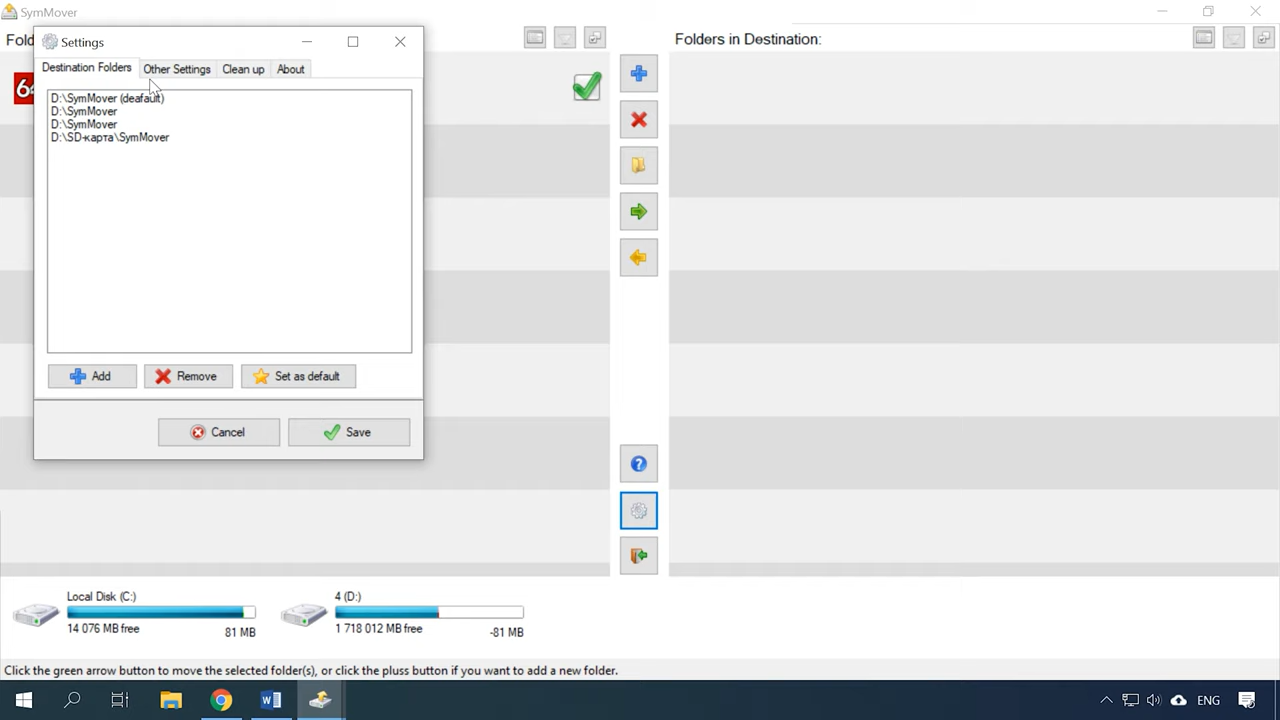 SymMover
Settings
Folders in Destination:
Destination Folders
Other Settings
Clean up
About
D:\SymMover (deafault)
D:\SymMover
D:\SymMover
D:\SD-карта\SymMover
Add
Remove
Set as default
Cancel
Save
Local Disk (C:)
14 076 MB free
81 MB
4 (D:)
1 718 012 MB free
-81 MB
Click the green arrow button to move the selected folder(s), or click the pluss button if you want to add a new folder.
ENG